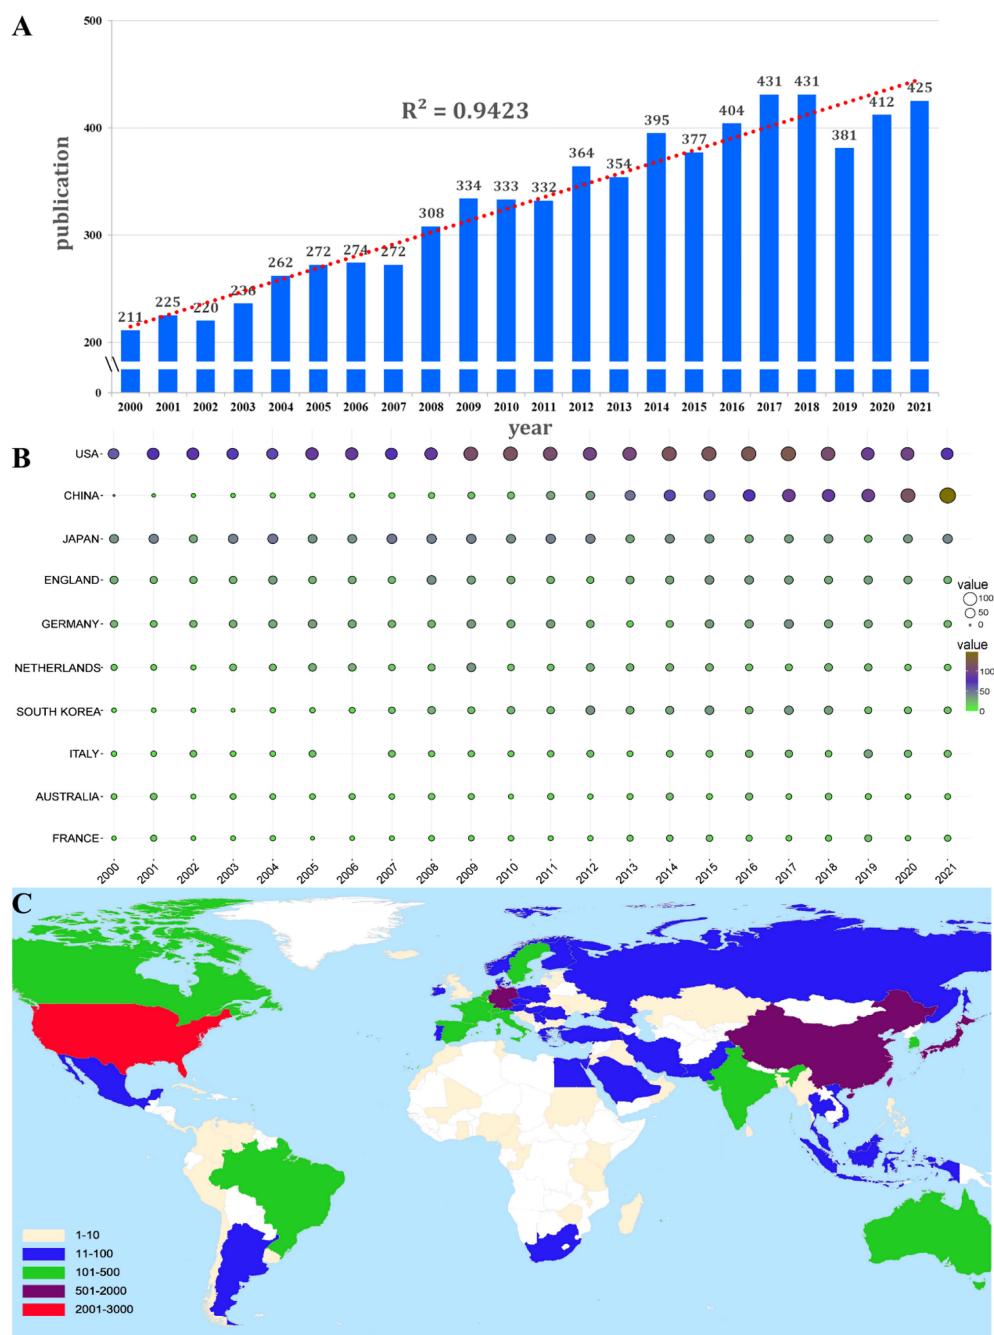 A
500
400
300
200
0
publication
R² = 0.9423
211 225 220 236 262 272 274 272 308 334 333 332 364 354 395 377 404 431 431 381 412 425
2000 2001 2002 2003 2004 2005 2006 2007 2008 2009 2010 2011 2012 2013 2014 2015 2016 2017 2018 2019 2020 2021
year
B
USA
CHINA
JAPAN
ENGLAND
GERMANY
NETHERLANDS
SOUTH KOREA
ITALY
AUSTRALIA
FRANCE
2000 2001 2002 2003 2004 2005 2006 2007 2008 2009 2010 2011 2012 2013 2014 2015 2016 2017 2018 2019 2020 2021
value
100
50
0
value
100
50
0
C
1-10
11-100
101-500
501-2000
2001-3000